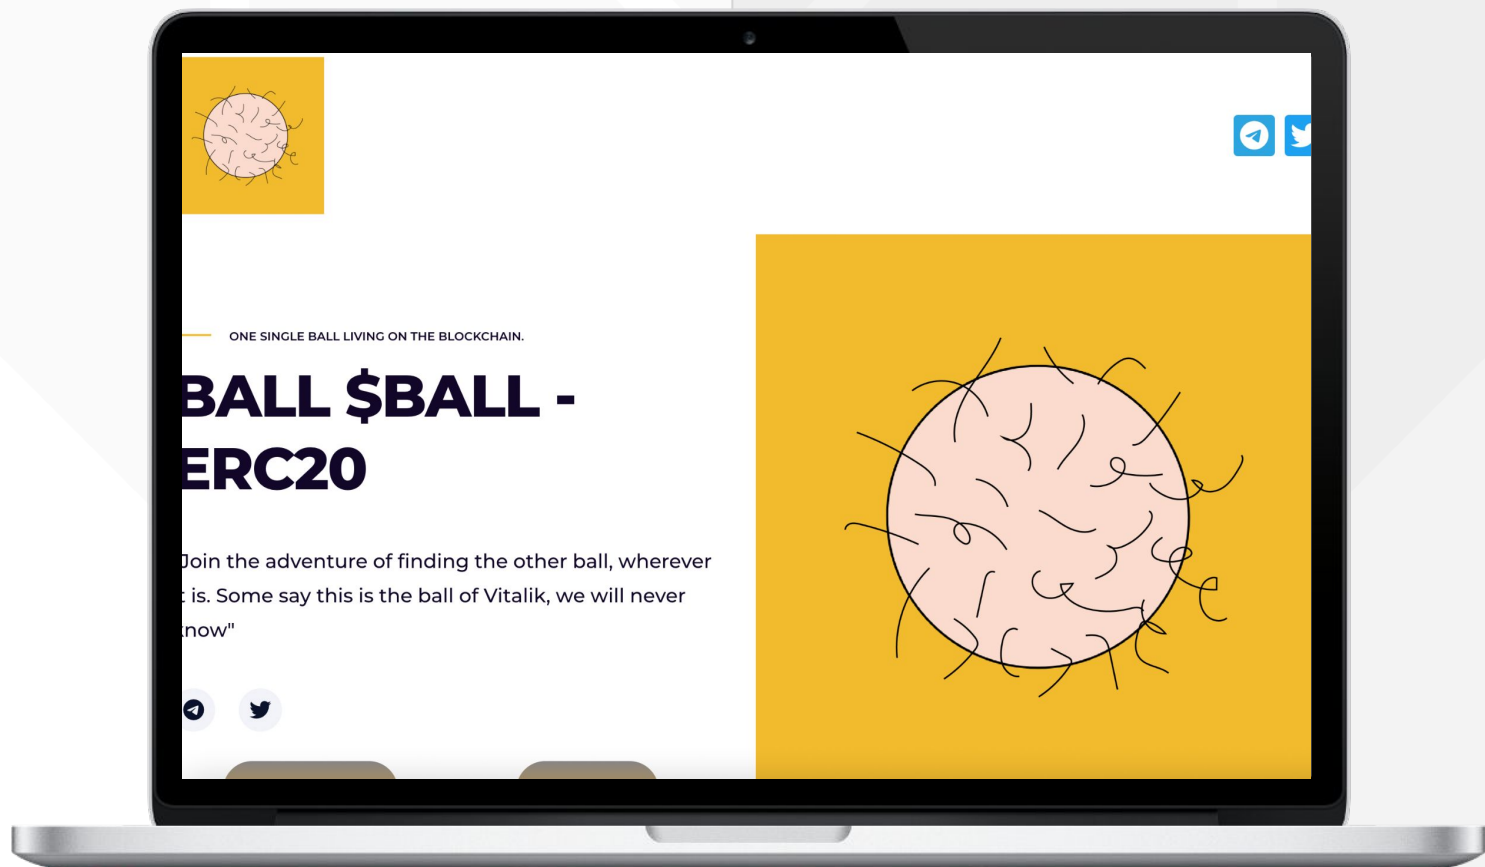 ONE SINGLE BALL LIVING ON THE BLOCKCHAIN.
BALL $BALL -
ERC20
Join the adventure of finding the other ball, wherever
t is. Some say this is the ball of Vitalik, we will never
know"